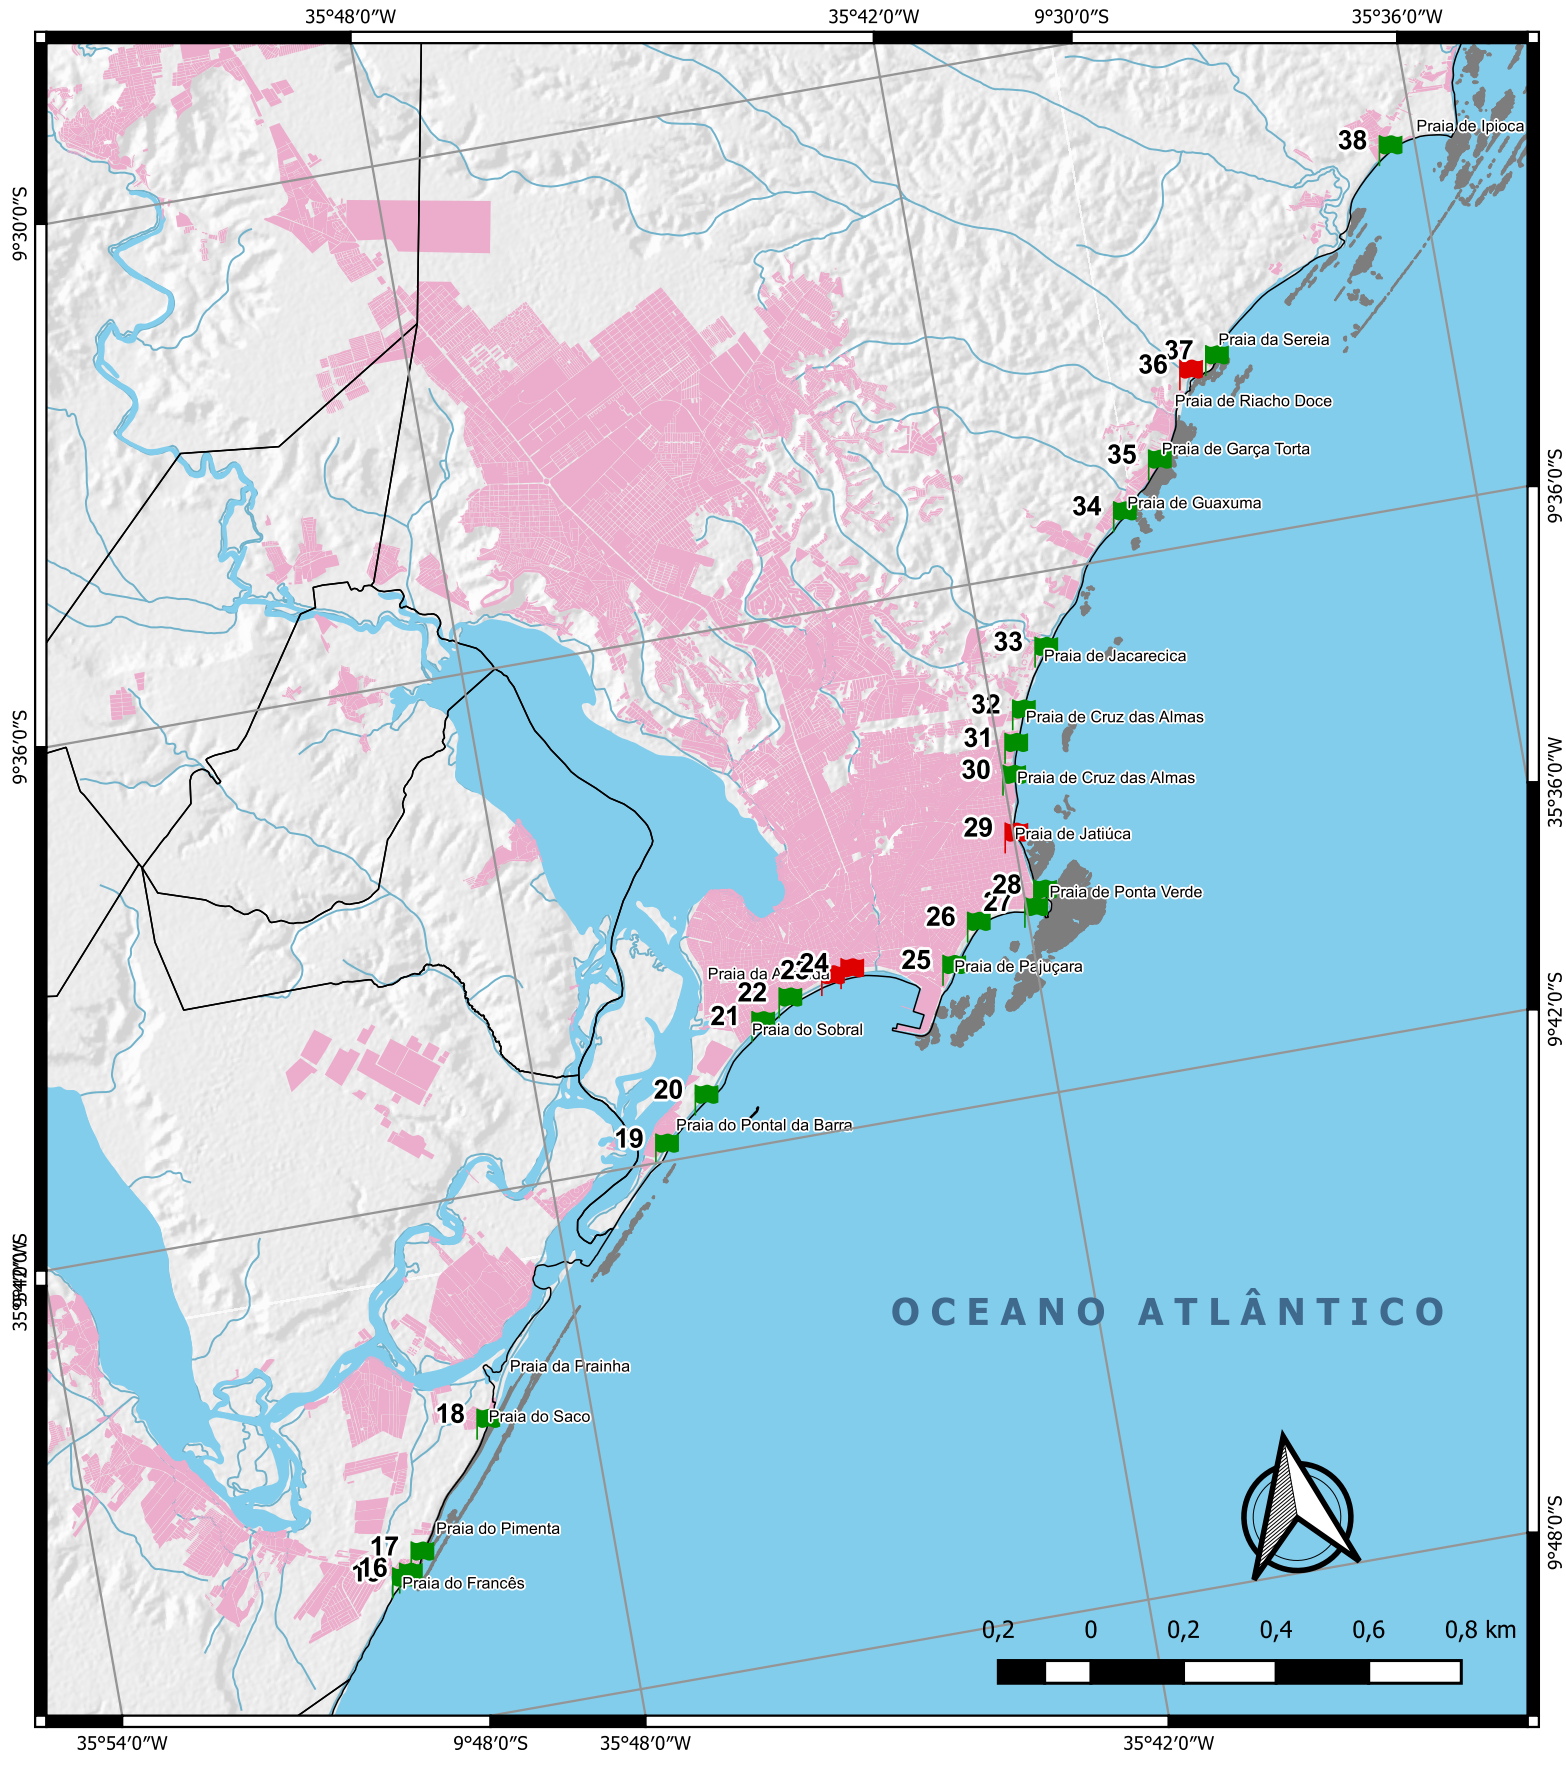 35°48′0″W
35°42′0″W
9°30′0″S
35°36′0″W
Praia de Ipioca
38
9°30′0″S
Praia da Sereia
37
36
Praia de Riacho Doce
Praia de Garça Torta
35
9°36′0″S
Praia de Guaxuma
34
33
Praia de Jacarecica
32
Praia de Cruz das Almas
31
9°36′0″S
35°36′0″W
30
Praia de Cruz das Almas
29
Praia de Jatiúca
28
Praia de Ponta Verde
27
26
25
Praia de Pajuçara
24
23
Praia da
22
21
Praia do Sobral
9°42′0″S
20
Praia do Pontal da Barra
19
OCEANO ATLÂNTICO
Praia da Prainha
18
Praia do Saco
Praia do Pimenta
17
16
Praia do Francês
9°48′0″S
0,2 0 0,2 0,4 0,6 0,8 km
35°54′0″W
9°48′0″S
35°48′0″W
35°42′0″W